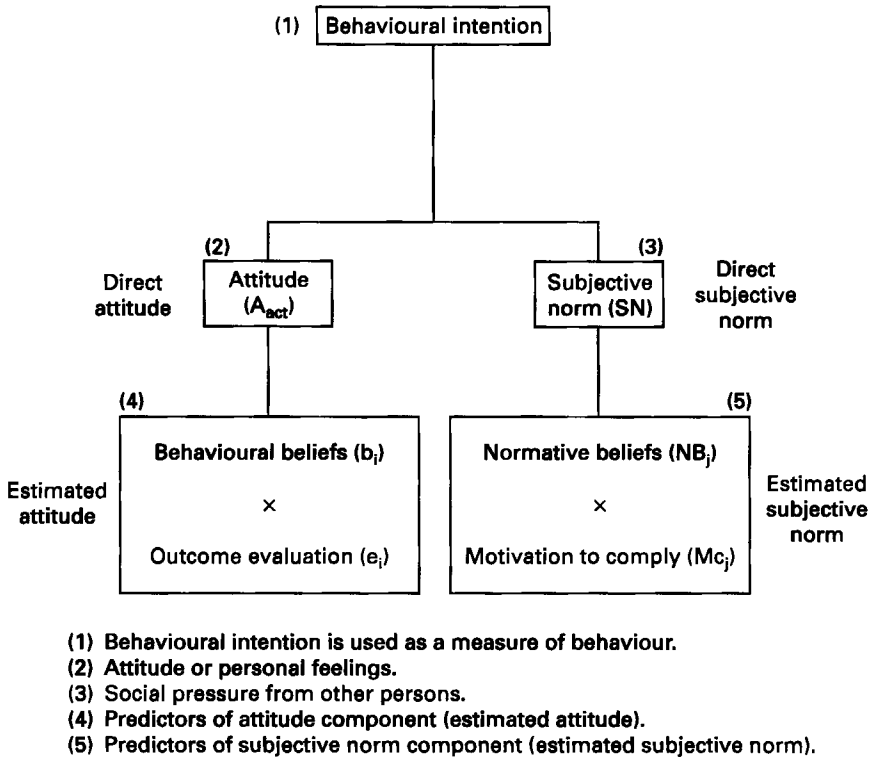 (1) Behavioural intention
(2)
Direct
attitude
Attitude
(A_act)
(3)
Subjective
norm (SN)
Direct
subjective
norm
(4)
Estimated
attitude
Behavioural beliefs (b_i)
×
Outcome evaluation (e_i)
(5)
Normative beliefs (NB_j)
×
Motivation to comply (Mc_j)
Estimated
subjective
norm
(1) Behavioural intention is used as a measure of behaviour.
(2) Attitude or personal feelings.
(3) Social pressure from other persons.
(4) Predictors of attitude component (estimated attitude).
(5) Predictors of subjective norm component (estimated subjective norm).